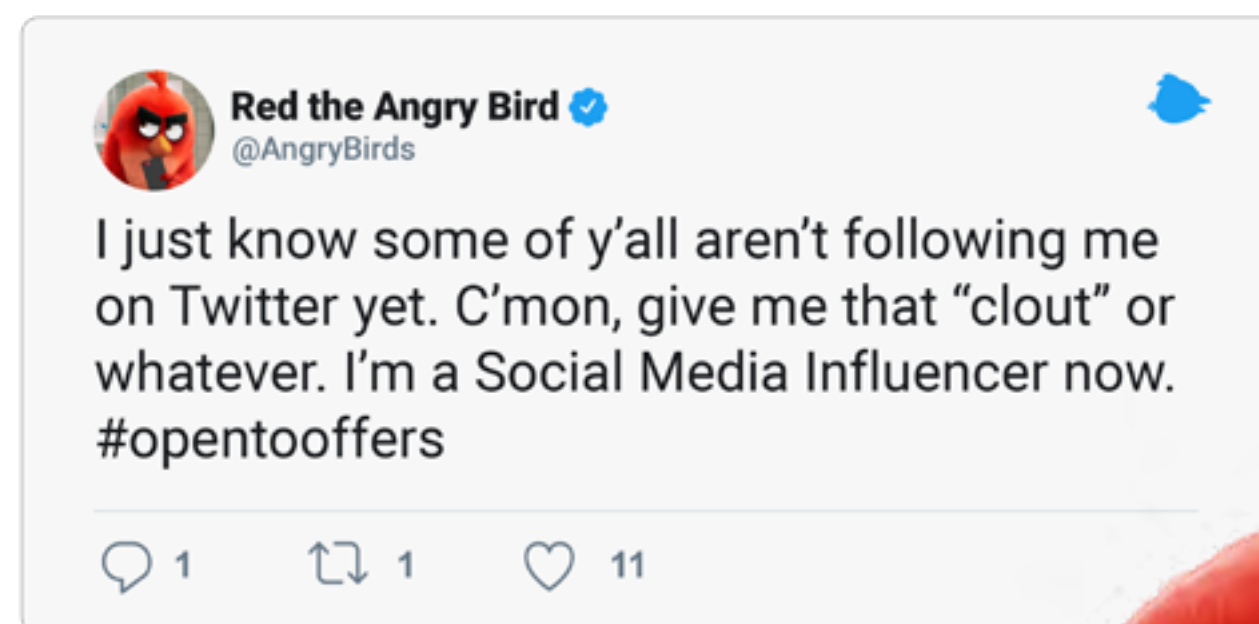 Red the Angry Bird
@AngryBirds
I just know some of y’all aren’t following me
on Twitter yet. C’mon, give me that “clout” or
whatever. I’m a Social Media Influencer now.
#opentooffers
1 1 11